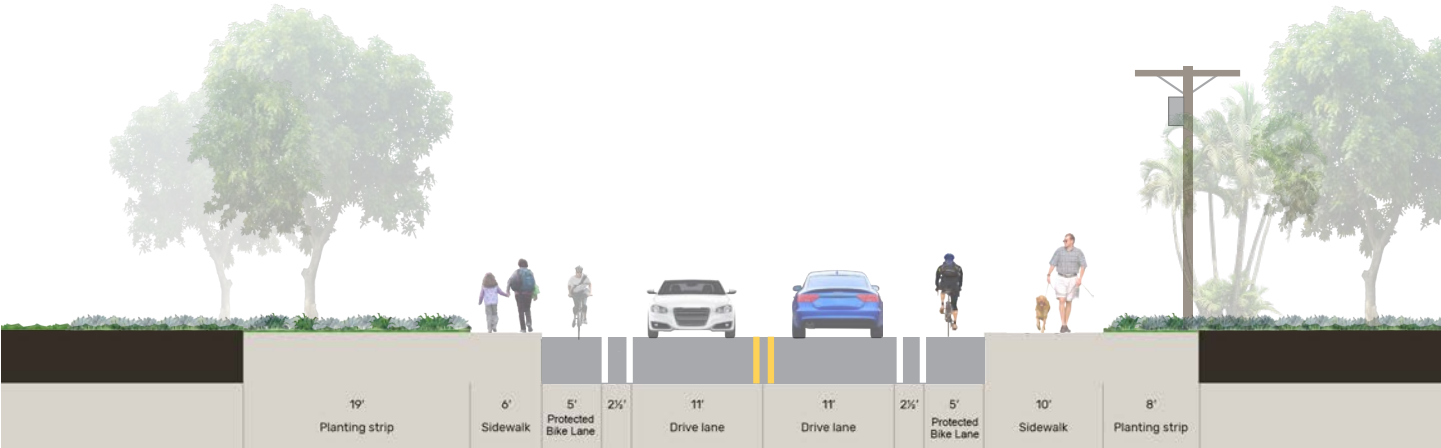 19'
Planting strip
6'
Sidewalk
5'
Protected
Bike Lane
2½'
11'
Drive lane
11'
Drive lane
2½'
5'
Protected
Bike Lane
10'
Sidewalk
8'
Planting strip